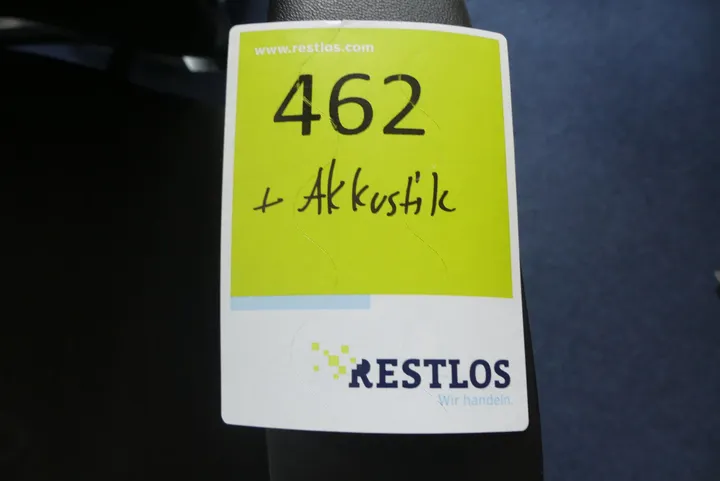 www.restlos.com
462
+ Akkustik
RESTLOS
Wir handeln.